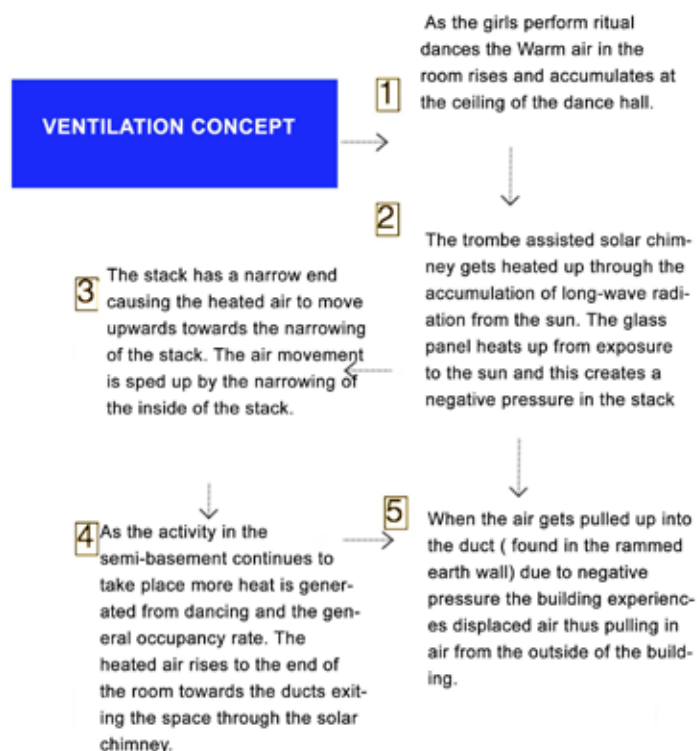 VENTILATION CONCEPT
1
As the girls perform ritual
dances the Warm air in the
room rises and accumulates at
the ceiling of the dance hall.
2
The trombe assisted solar chim-
ney gets heated up through the
accumulation of long-wave radi-
ation from the sun. The glass
panel heats up from exposure
to the sun and this creates a
negative pressure in the stack
3
The stack has a narrow end
causing the heated air to move
upwards towards the narrowing
of the stack. The air movement
is sped up by the narrowing of
the inside of the stack.
4
As the activity in the
semi-basement continues to
take place more heat is gener-
ated from dancing and the gen-
eral occupancy rate. The
heated air rises to the end of
the room towards the ducts exit-
ing the space through the solar
chimney.
5
When the air gets pulled up into
the duct ( found in the rammed
earth wall) due to negative
pressure the building experienc-
es displaced air thus pulling in
air from the outside of the build-
ing.